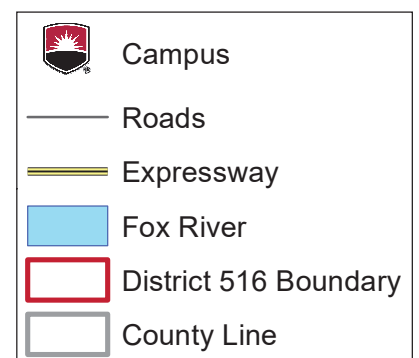 Campus
Roads
Expressway
Fox River
District 516 Boundary
County Line